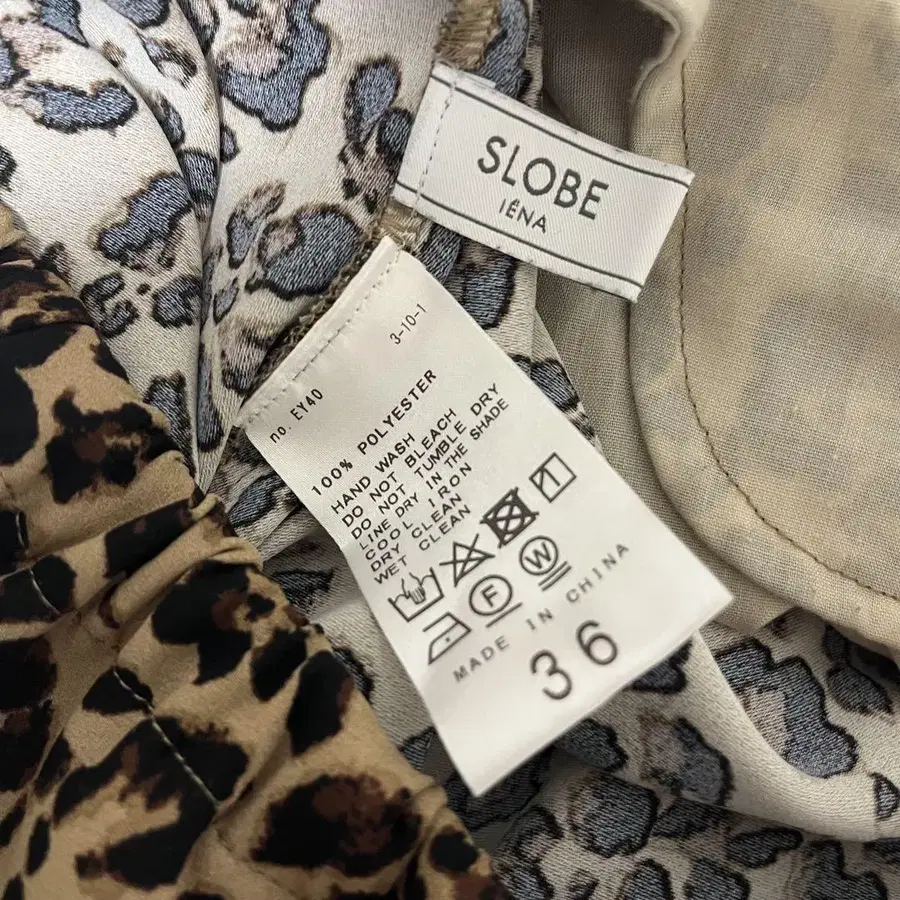 SLOBE
IÉNA
3-10-1
no. EY40
100% POLYESTER
HAND WASH
DO NOT BLEACH
DO NOT TUMBLE DRY
LINE DRY IN THE SHADE
COOL IRON
DRY CLEAN
WET CLEAN
F
W
MADE IN CHINA
36